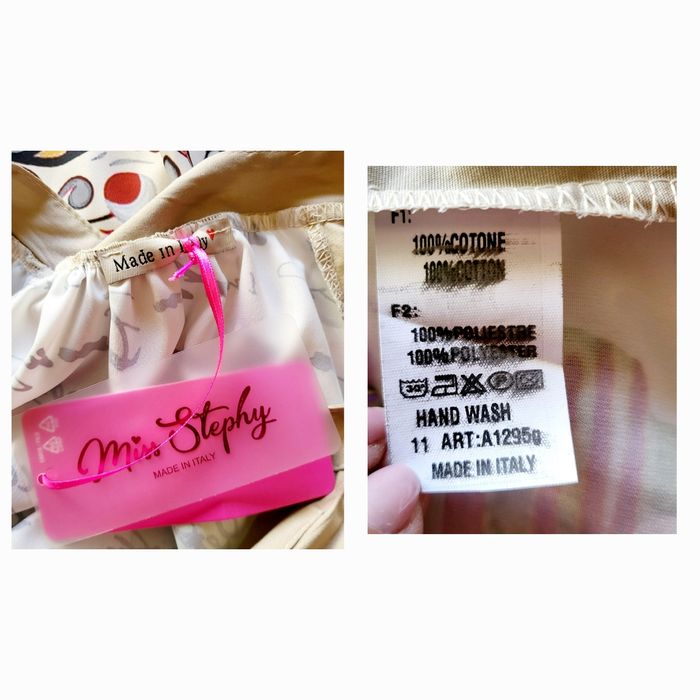 Made in Italy
Miss Stephy
MADE IN ITALY
F1:
100%COTONE
100%COTTON
F2:
100%POLIESTRE
100%POLYESTER
30°
HAND WASH
11 ART:A1295g
MADE IN ITALY